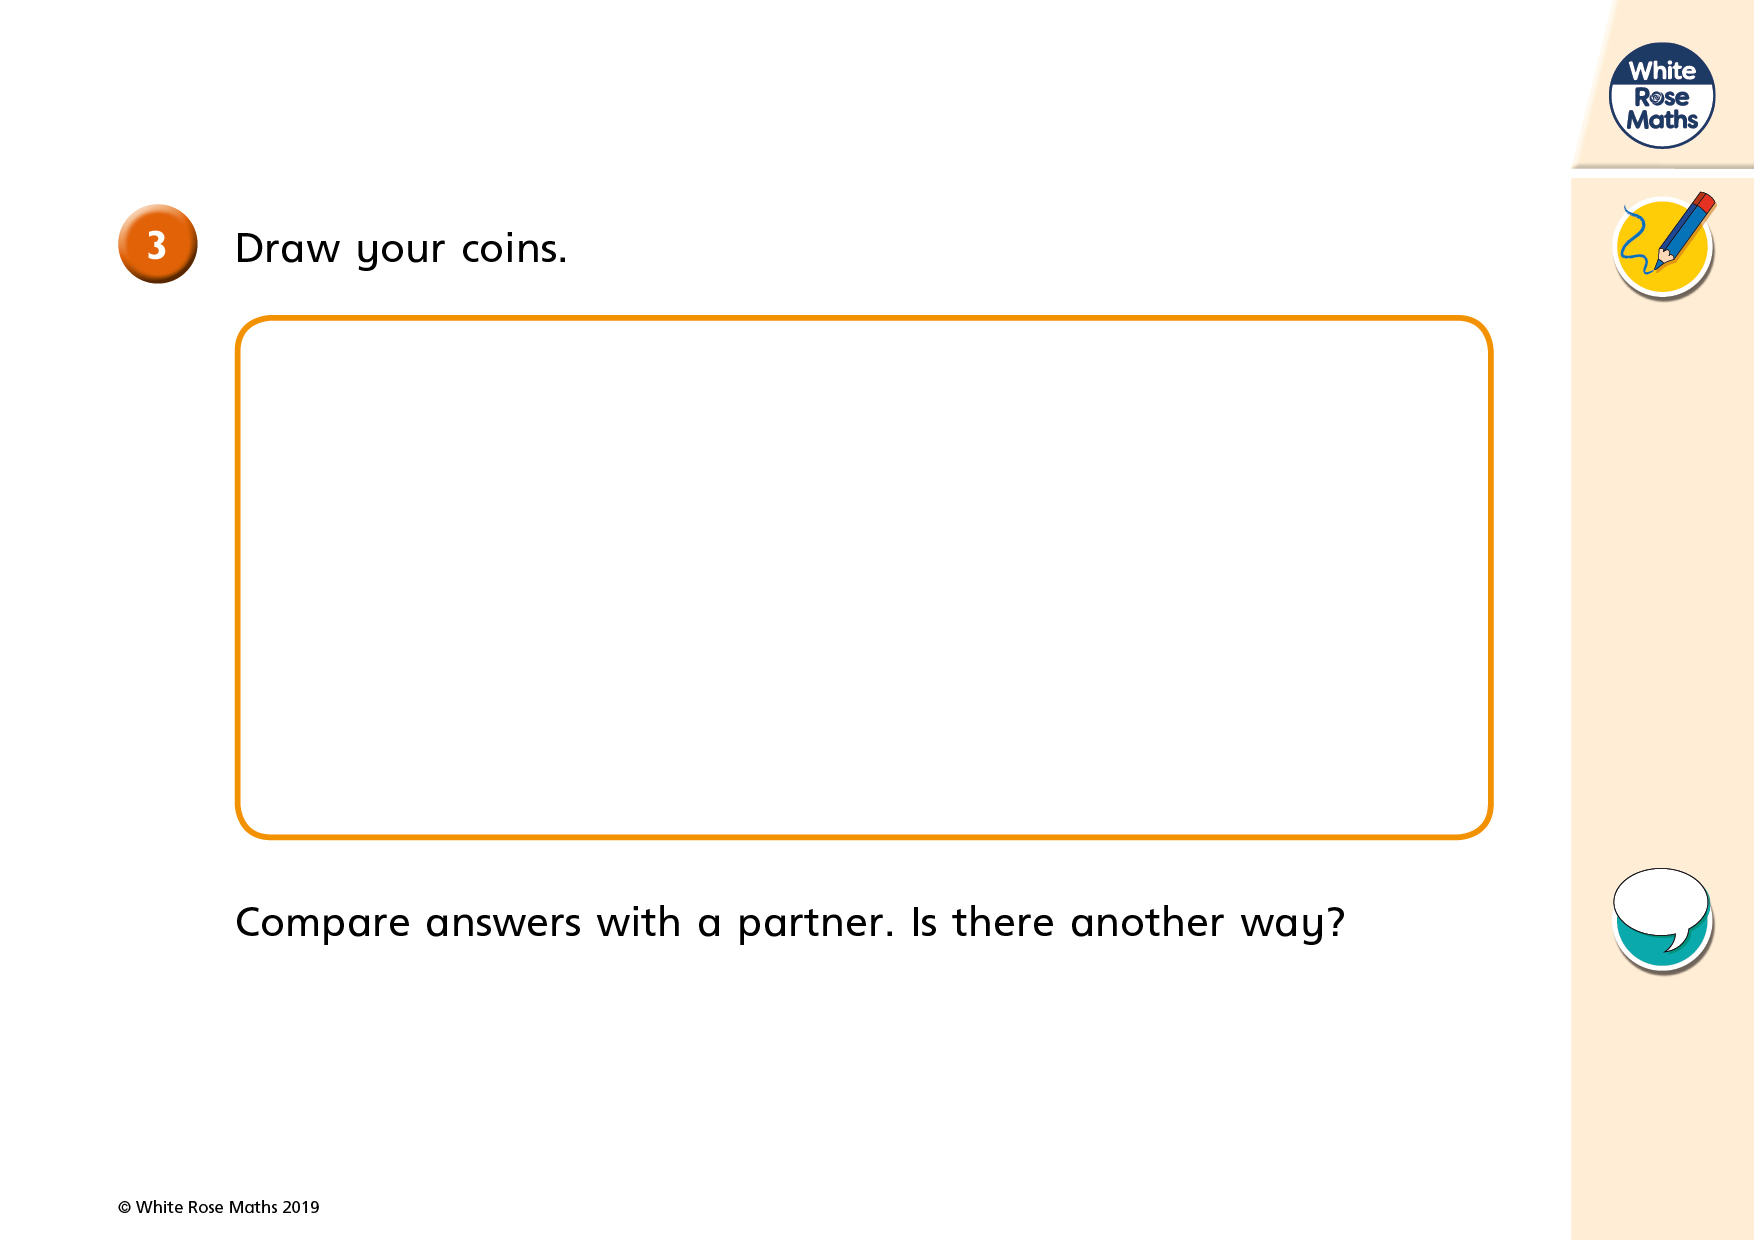 White
Rose
Maths
3 Draw your coins.
Compare answers with a partner. Is there another way?
© White Rose Maths 2019